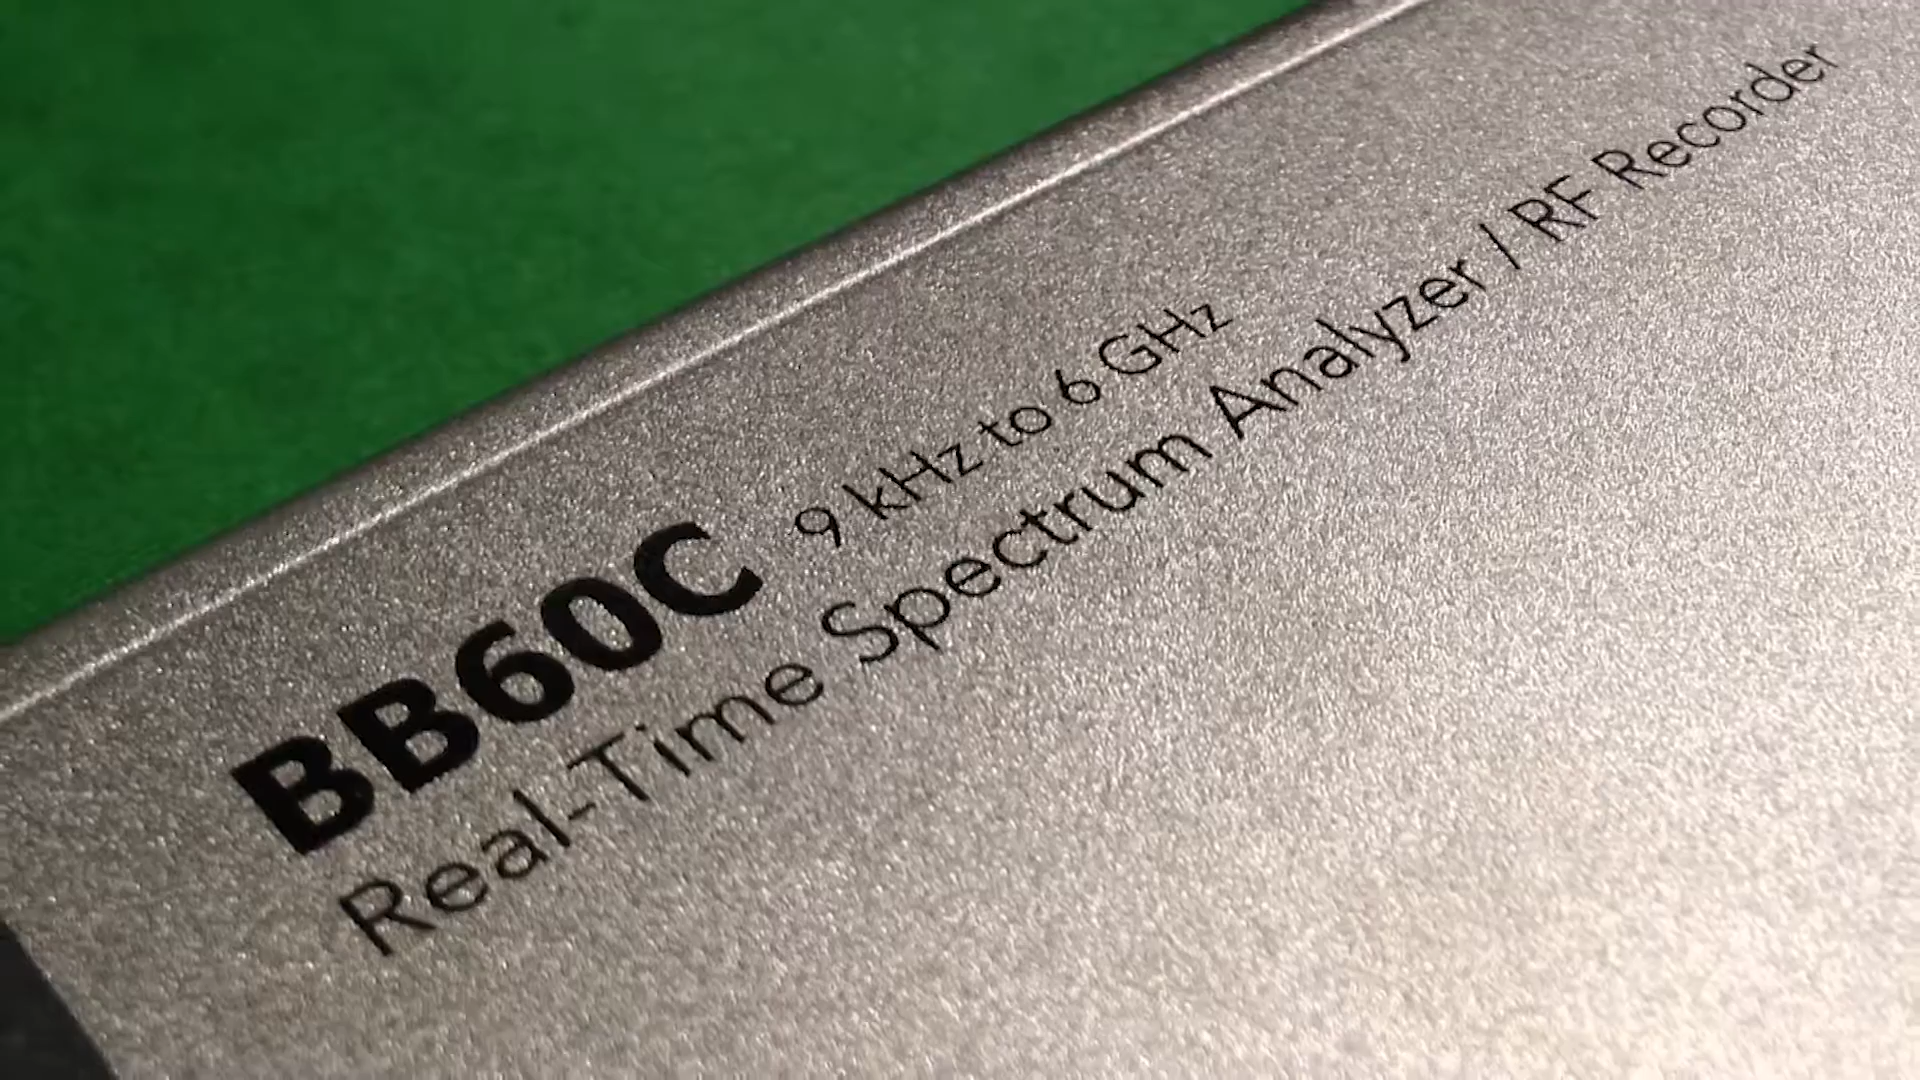 BB60C 9 kHz to 6 GHz
Real-Time Spectrum Analyzer / RF Recorder